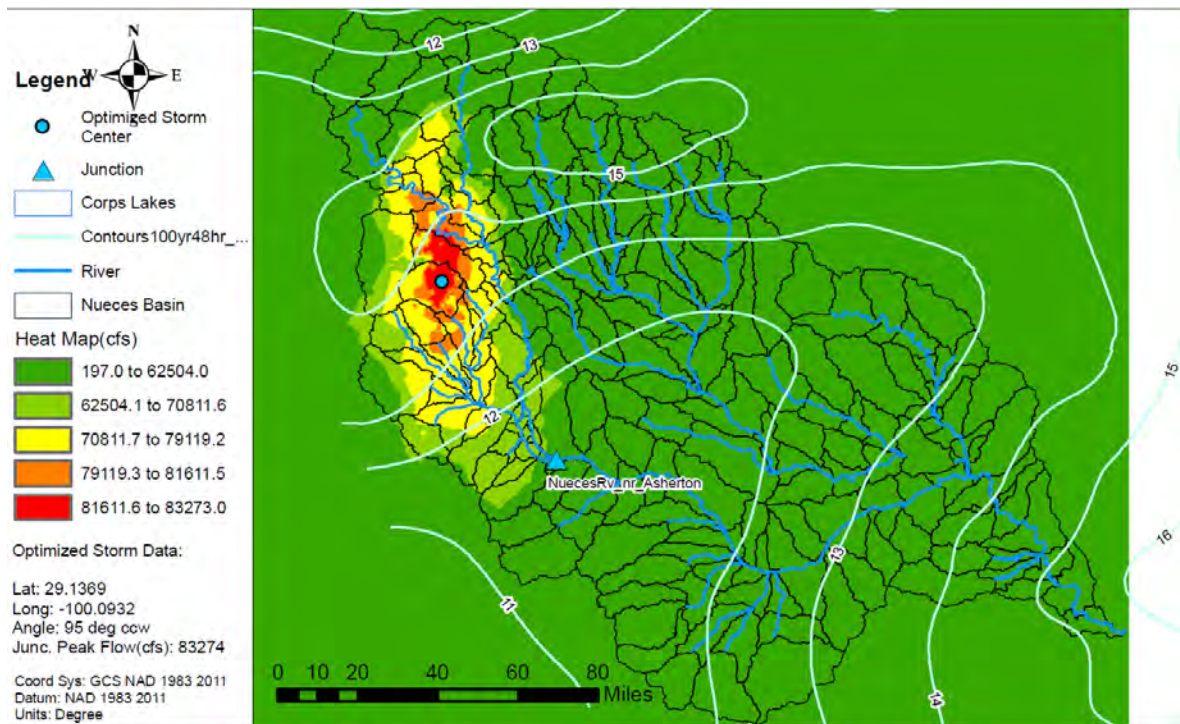 N
Legend
W
E
S
Optimized Storm
Center
Junction
Corps Lakes
Contours100yr48hr_...
River
Nueces Basin
Heat Map(cfs)
197.0 to 62504.0
62504.1 to 70811.6
70811.7 to 79119.2
79119.3 to 81611.5
81611.6 to 83273.0
Optimized Storm Data:
Lat: 29.1369
Long: -100.0932
Angle: 95 deg ccw
Junc. Peak Flow(cfs): 83274
Coord Sys: GCS NAD 1983 2011
Datum: NAD 1983 2011
Units: Degree
12
13
15
15
12
NuecesRv_nr_Asherton
16
13
11
14
0 10 20 40 60 80
Miles